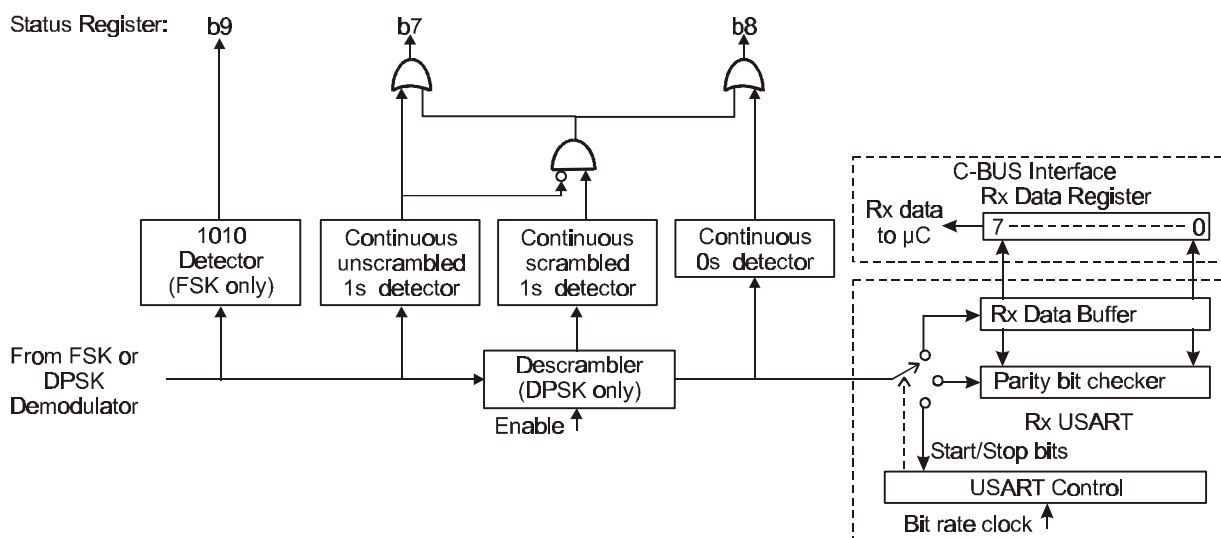 Status Register:
b9
b7
b8
C-BUS Interface
Rx Data Register
Rx data
to µC
7
0
1010
Detector
(FSK only)
Continuous
unscrambled
1s detector
Continuous
scrambled
1s detector
Continuous
0s detector
Rx Data Buffer
From FSK or
DPSK
Demodulator
Descrambler
(DPSK only)
Enable
Parity bit checker
Rx USART
Start/Stop bits
USART Control
Bit rate clock